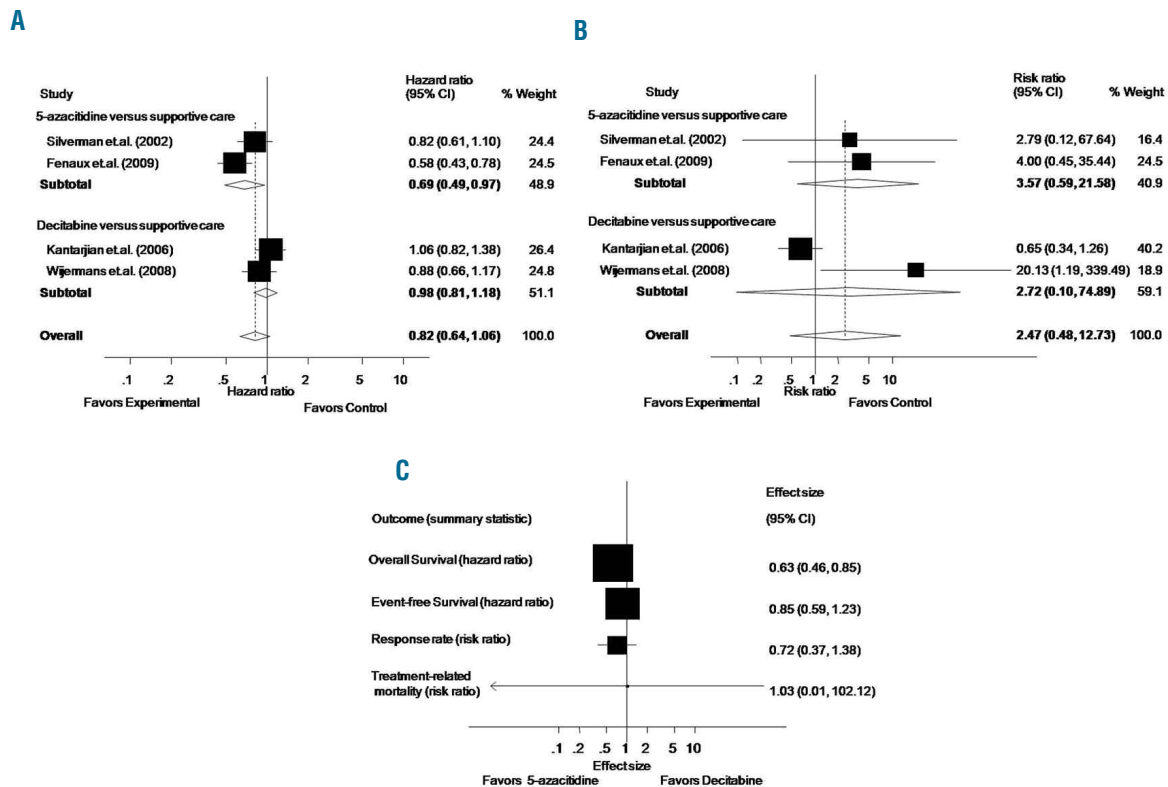 A
Hazard ratio
Study (95% CI) % Weight
5-azacitidine versus supportive care
Silverman et.al. (2002) 0.82 (0.61, 1.10) 24.4
Fenaux et.al. (2009) 0.58 (0.43, 0.78) 24.5
Subtotal 0.69 (0.49, 0.97) 48.9
Decitabine versus supportive care
Kantarjian et.al. (2006) 1.06 (0.82, 1.38) 26.4
Wijermans et.al. (2008) 0.88 (0.66, 1.17) 24.8
Subtotal 0.98 (0.81, 1.18) 51.1
Overall 0.82 (0.64, 1.06) 100.0
.1 .2 .5 1 2 5 10
Hazard ratio
Favors Experimental Favors Control
B
Risk ratio
Study (95% CI) % Weight
5-azacitidine versus supportive care
Silverman et.al. (2002) 2.79 (0.12, 67.64) 16.4
Fenaux et.al. (2009) 4.00 (0.45, 35.44) 24.5
Subtotal 3.57 (0.59, 21.58) 40.9
Decitabine versus supportive care
Kantarjian et.al. (2006) 0.65 (0.34, 1.26) 40.2
Wijermans et.al. (2008) 20.13 (1.19, 339.49) 18.9
Subtotal 2.72 (0.10, 74.89) 59.1
Overall 2.47 (0.48, 12.73) 100.0
.1 .2 .5 1 2 5 10
Favors Experimental Risk ratio Favors Control
C
Effect size
Outcome (summary statistic) (95% CI)
Overall Survival (hazard ratio) 0.63 (0.46, 0.85)
Event-free Survival (hazard ratio) 0.85 (0.59, 1.23)
Response rate (risk ratio) 0.72 (0.37, 1.38)
Treatment-related
mortality (risk ratio) 1.03 (0.01, 102.12)
.1 .2 .5 1 2 5 10
Effect size
Favors 5-azacitidine Favors Decitabine